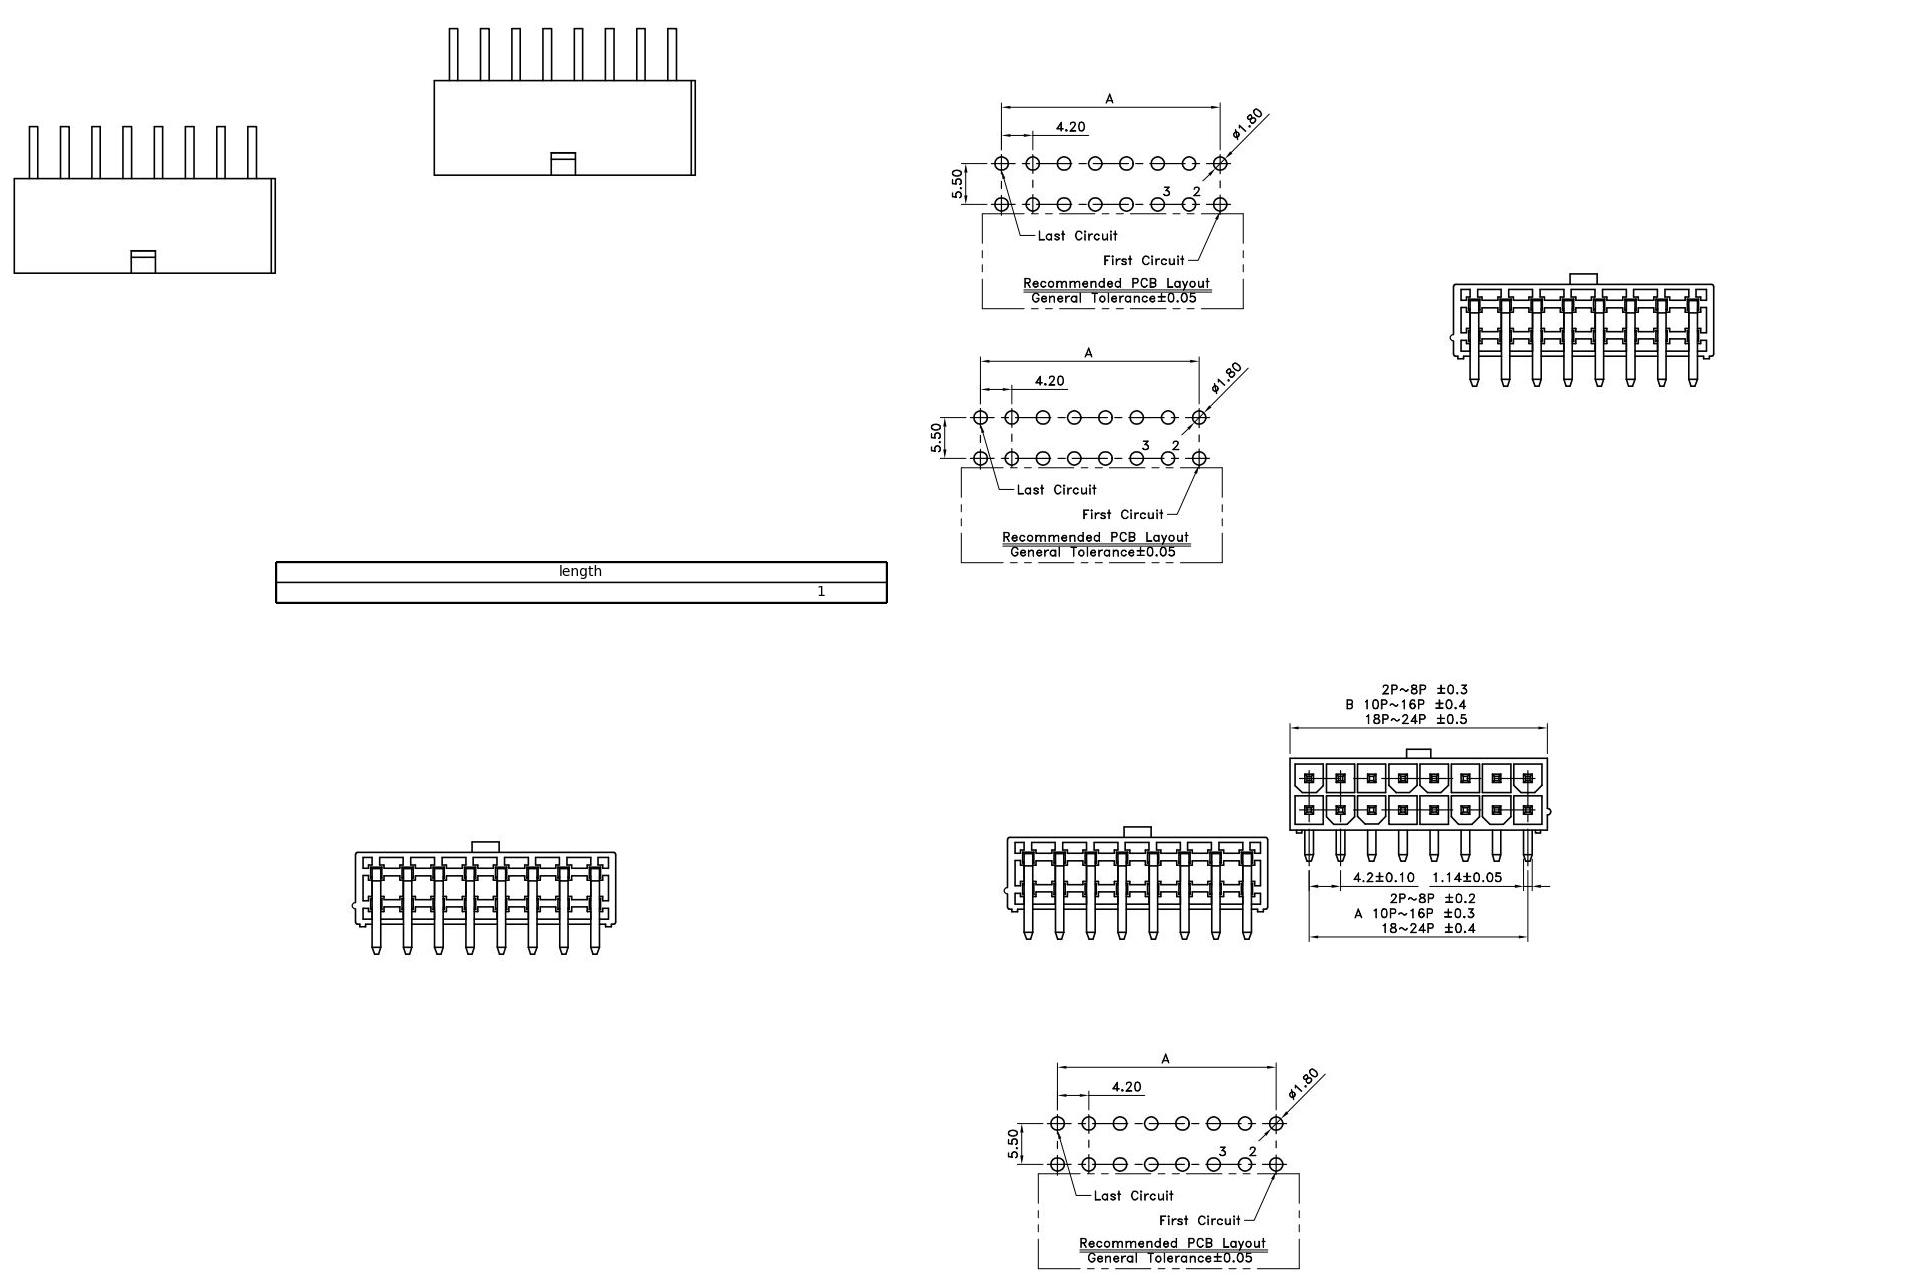 A
4.20
ø1.80
5.50
3 2
Last Circuit
First Circuit
Recommended PCB Layout
General Tolerance±0.05
A
4.20
ø1.80
5.50
3 2
Last Circuit
First Circuit
Recommended PCB Layout
General Tolerance±0.05
length
1
2P~8P ±0.3
B 10P~16P ±0.4
18P~24P ±0.5
4.2±0.10 1.14±0.05
2P~8P ±0.2
A 10P~16P ±0.3
18~24P ±0.4
A
4.20
ø1.80
5.50
3 2
Last Circuit
First Circuit
Recommended PCB Layout
General Tolerance±0.05